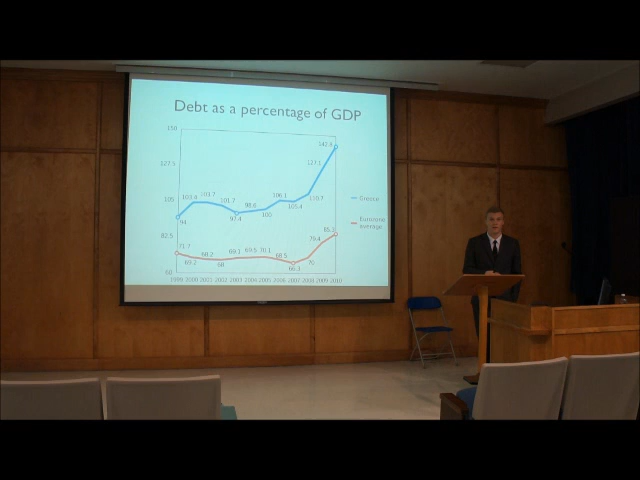 Debt as a percentage of GDP
150
142.8
127.5
127.1
105
103.4 103.7 101.7 98.6 106.1 110.7
94 97.4 100 105.4
Greece
82.5
85.3
79.4
Eurozone
average
71.7 68.2 69.1 69.5 70.1 68.5
69.2 68 66.3 70
60
1999 2000 2001 2002 2003 2004 2005 2006 2007 2008 2009 2010